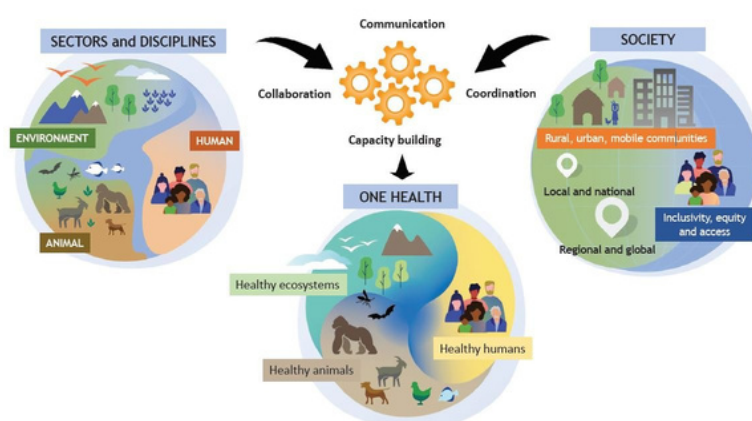 SECTORS and DISCIPLINES
ENVIRONMENT
HUMAN
ANIMAL
Communication
Collaboration
Coordination
Capacity building
SOCIETY
Rural, urban, mobile communities
Local and national
Inclusivity, equity
and access
Regional and global
ONE HEALTH
Healthy ecosystems
Healthy humans
Healthy animals